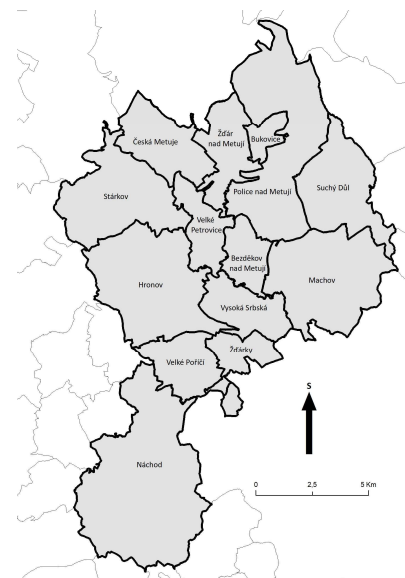 Česká Metuje
Žďár
nad Metují
Bukovice
Stárkov
Police nad Metují
Suchý Důl
Velké
Petrovice
Bezděkov
nad Metují
Machov
Hronov
Vysoká Srbská
Žďárky
Velké Poříčí
S
Náchod
0
2,5
5 Km